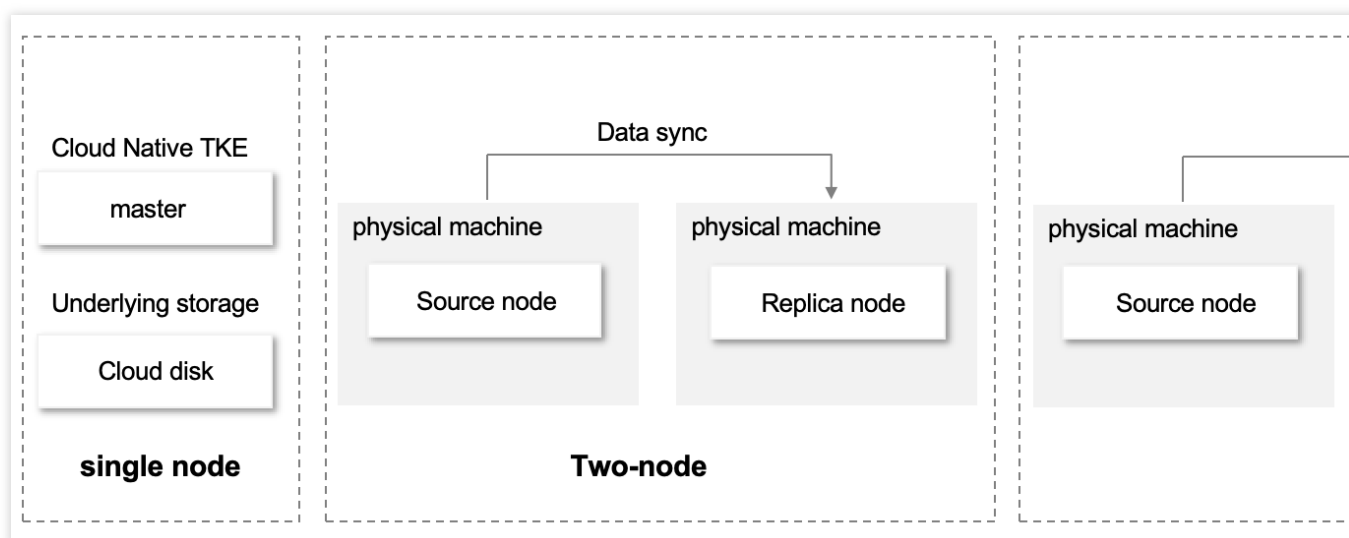 Cloud Native TKE
master
Underlying storage
Cloud disk
single node
Data sync
physical machine
Source node
physical machine
Replica node
Two-node
physical machine
Source node